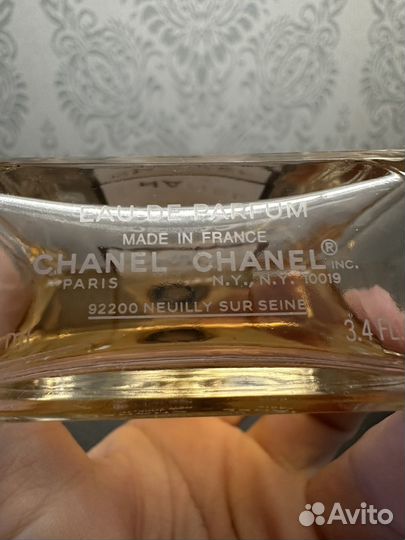 EAU DE PARFUM
MADE IN FRANCE
CHANEL - CHANEL® INC.
PARIS N.Y., N.Y. 10019
92200 NEUILLY SUR SEINE
3.4 FL.
Avito